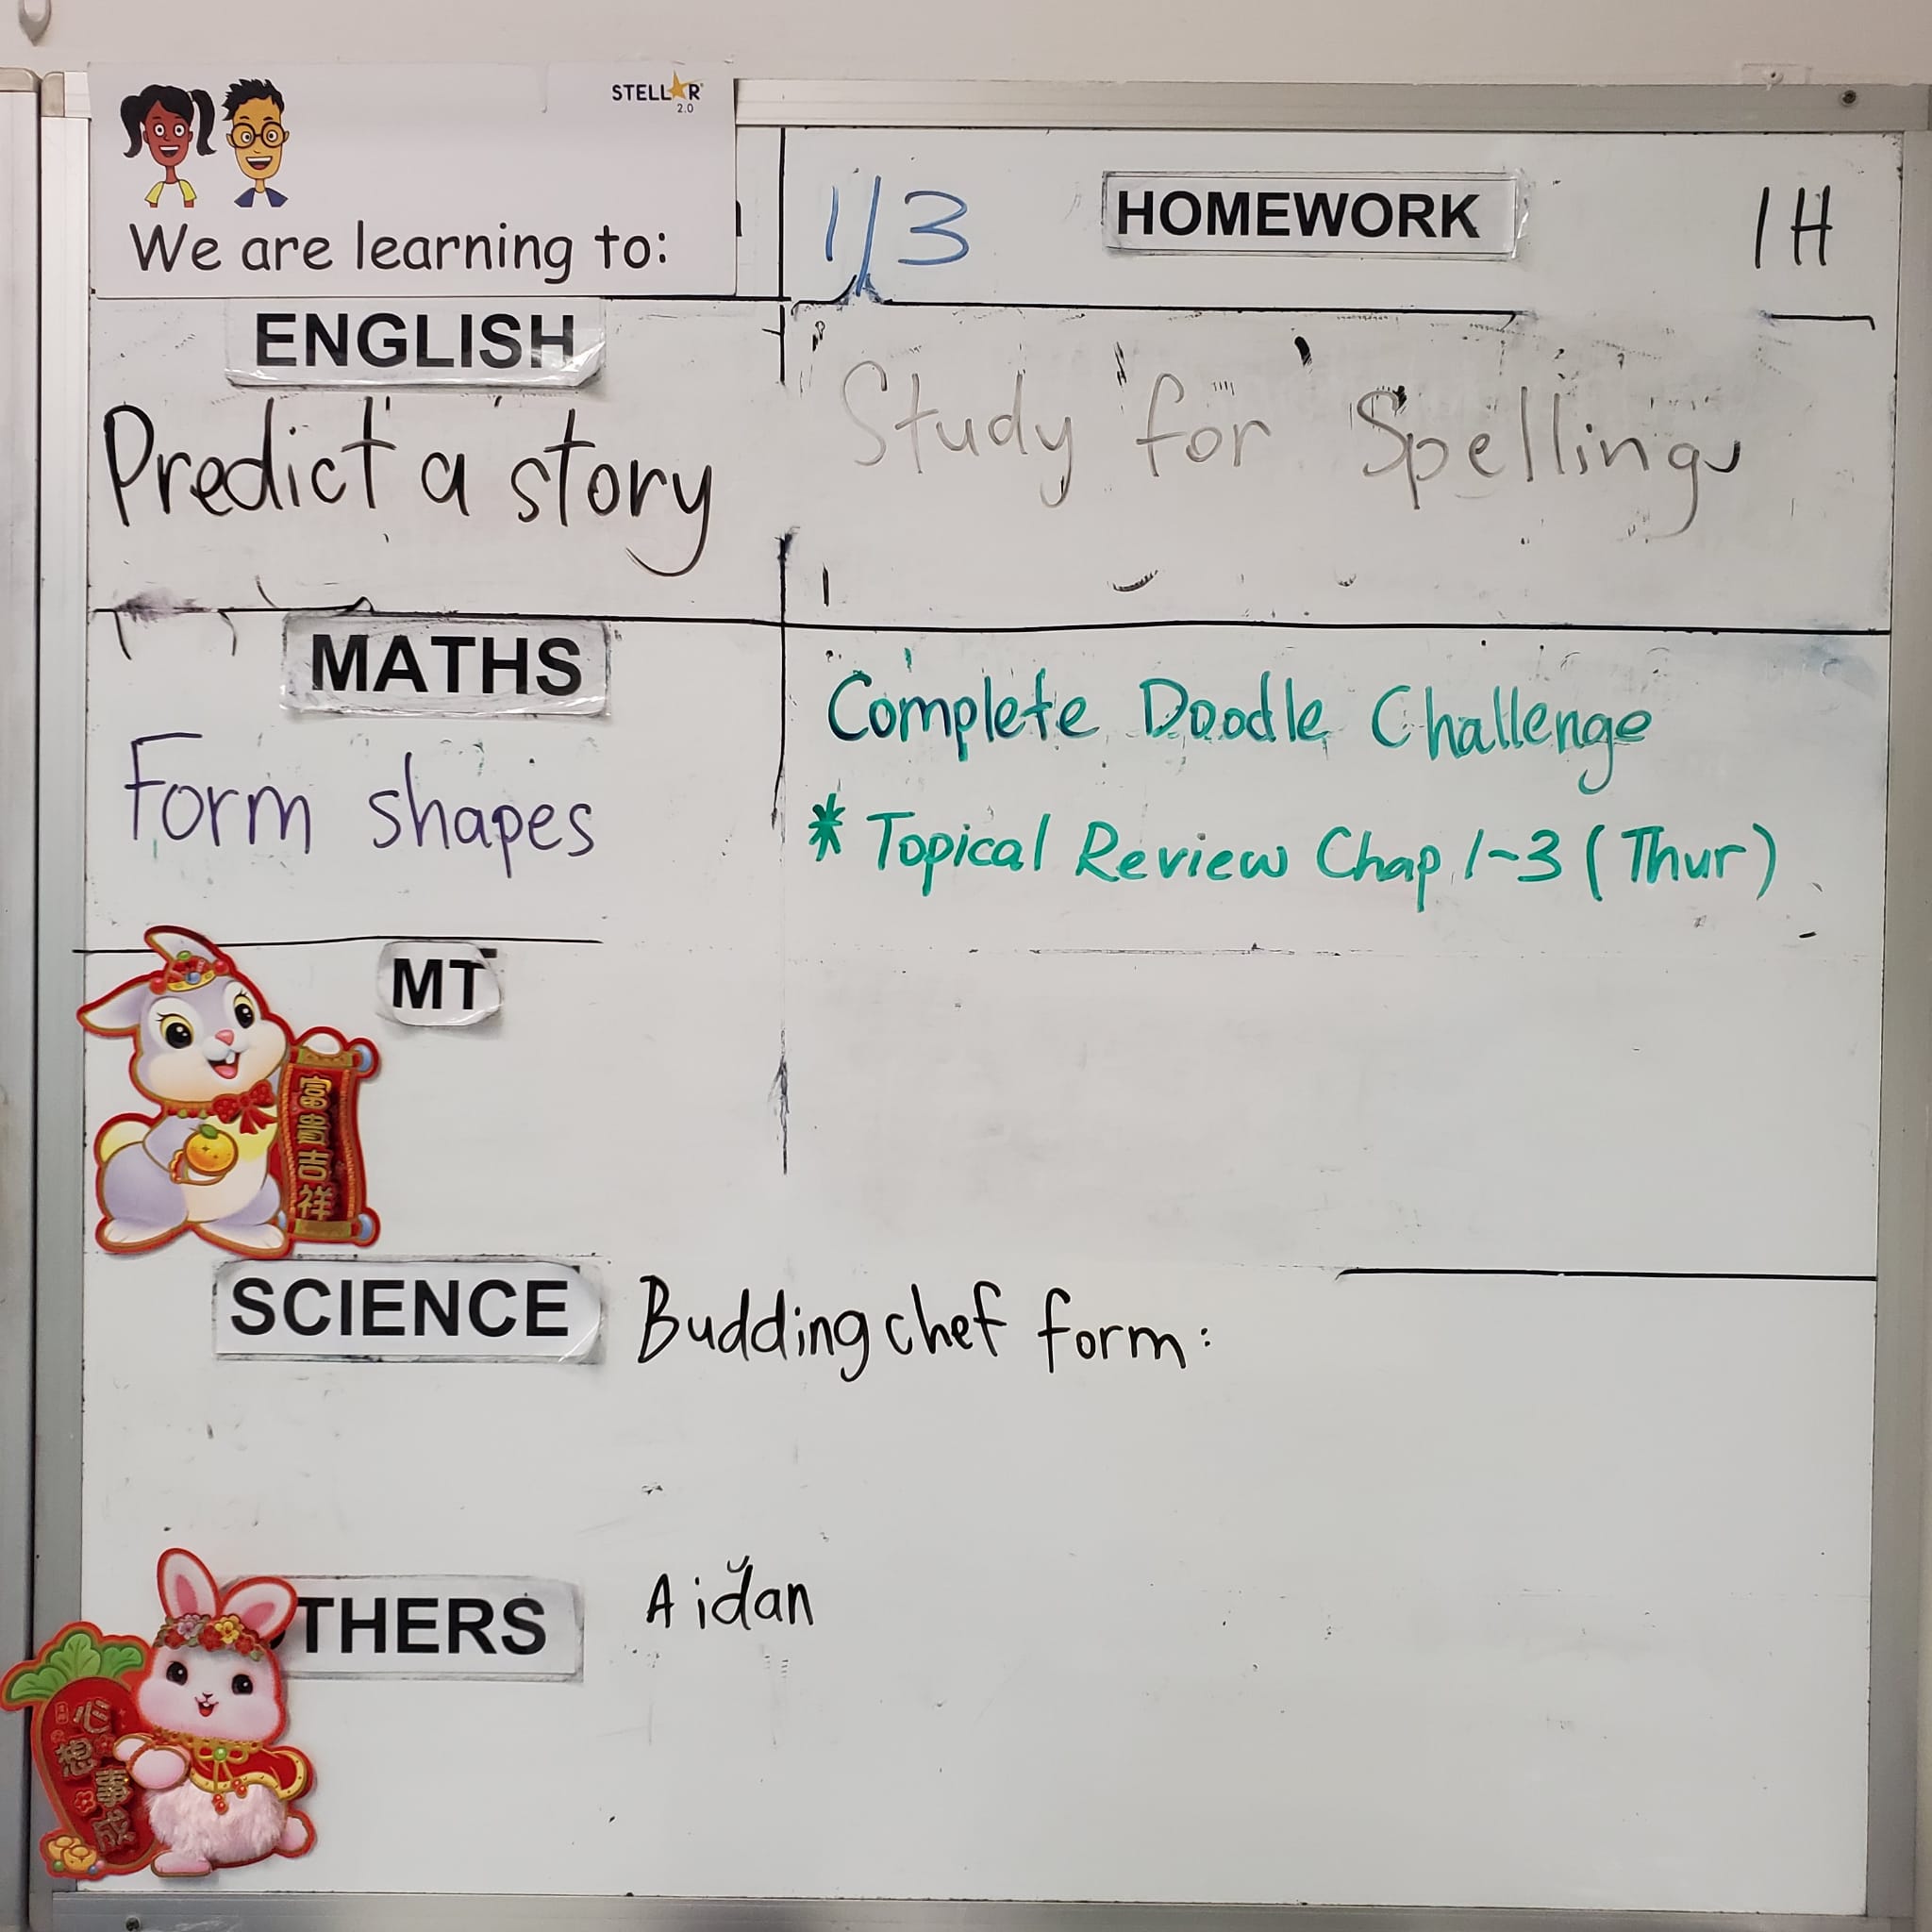 STELLAR
2.0
We are learning to:
1/3
HOMEWORK
1H
ENGLISH
Predict a story
Study for Spelling
MATHS
Form shapes
Complete Doodle Challenge
* Topical Review Chap 1~3 (Thur)
MT
富贵吉祥
SCIENCE
Budding chef form:
THERS
Aidan
心想事成